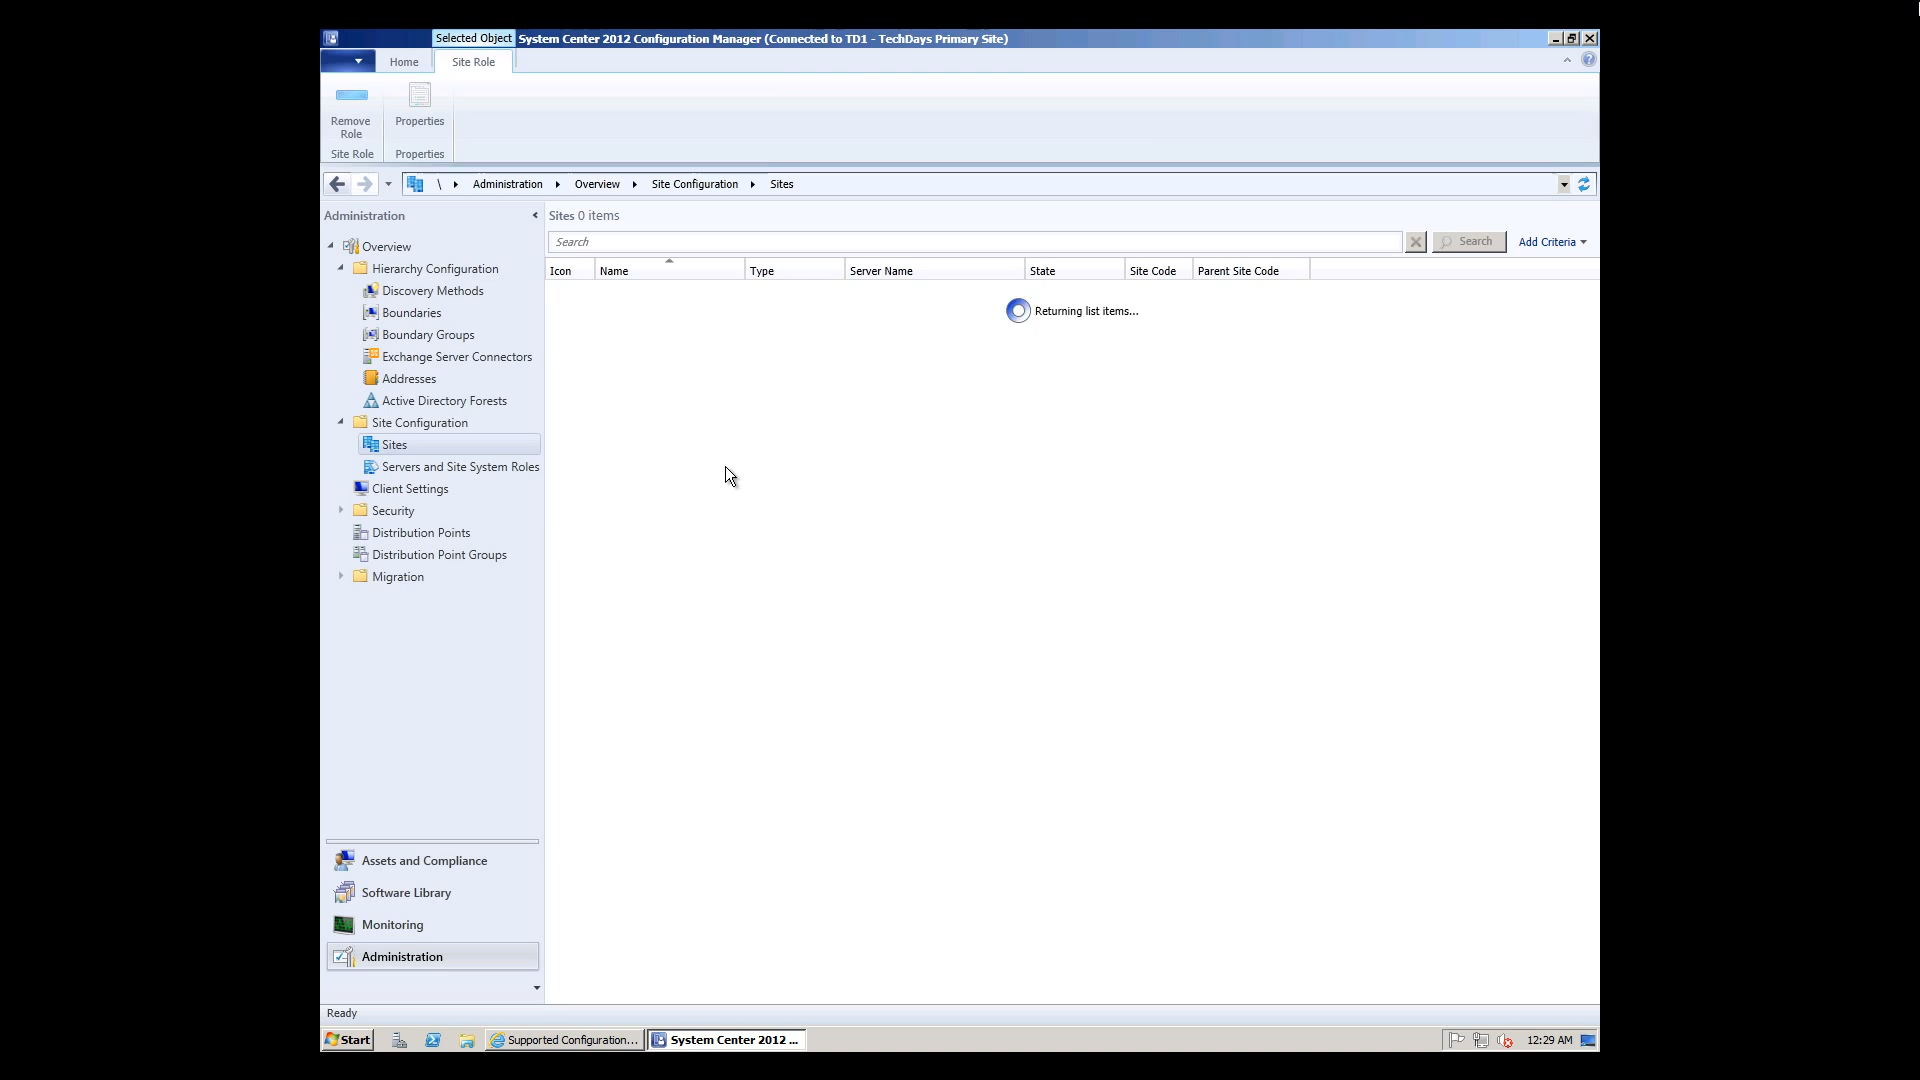 Selected Object System Center 2012 Configuration Manager (Connected to TD1 - TechDays Primary Site)
Home Site Role
Remove Role
Properties
Site Role
Properties
\ Administration Overview Site Configuration Sites
Administration
Overview
Hierarchy Configuration
Discovery Methods
Boundaries
Boundary Groups
Exchange Server Connectors
Addresses
Active Directory Forests
Site Configuration
Sites
Servers and Site System Roles
Client Settings
Security
Distribution Points
Distribution Point Groups
Migration
Assets and Compliance
Software Library
Monitoring
Administration
Sites 0 items
Search Search Add Criteria
Icon Name Type Server Name State Site Code Parent Site Code
Returning list items...
Ready
Start Supported Configuration... System Center 2012 ... 12:29 AM